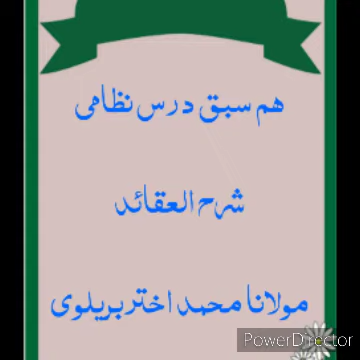 ہم سبق درس نظامی
شرح العقائد
مولانا محمد اختر بریلوی
PowerDirector